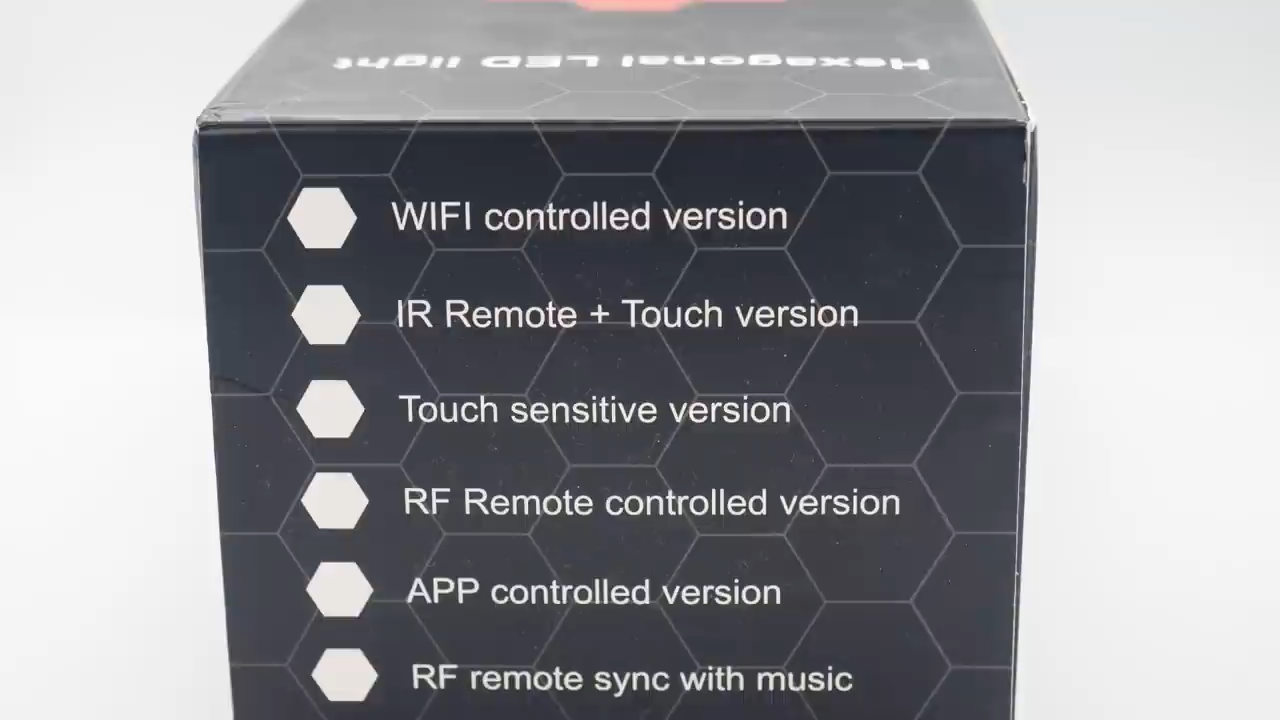 Hexagonal LED light
WIFI controlled version
IR Remote + Touch version
Touch sensitive version
RF Remote controlled version
APP controlled version
RF remote sync with music